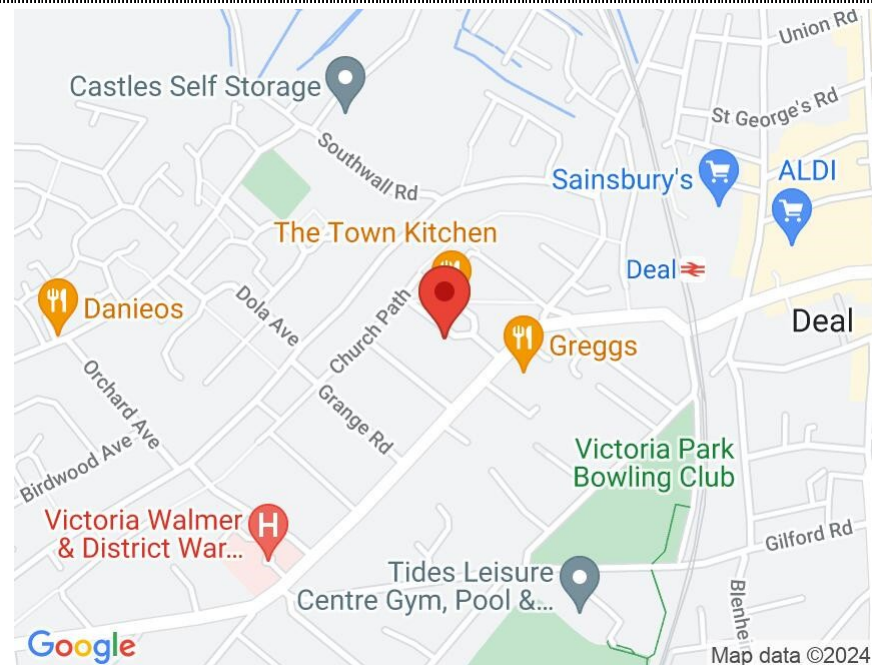 Union Rd
Castles Self Storage
St George's Rd
Southwall Rd
Sainsbury's
ALDI
The Town Kitchen
Deal
Danieos
Dola Ave
Church Path
Deal
Greggs
Orchard Ave
Grange Rd
Birdwood Ave
Victoria Park
Bowling Club
Victoria Walmer
& District War...
H
Gilford Rd
Tides Leisure
Centre Gym, Pool &...
Blenhei
Google
Map data ©2024